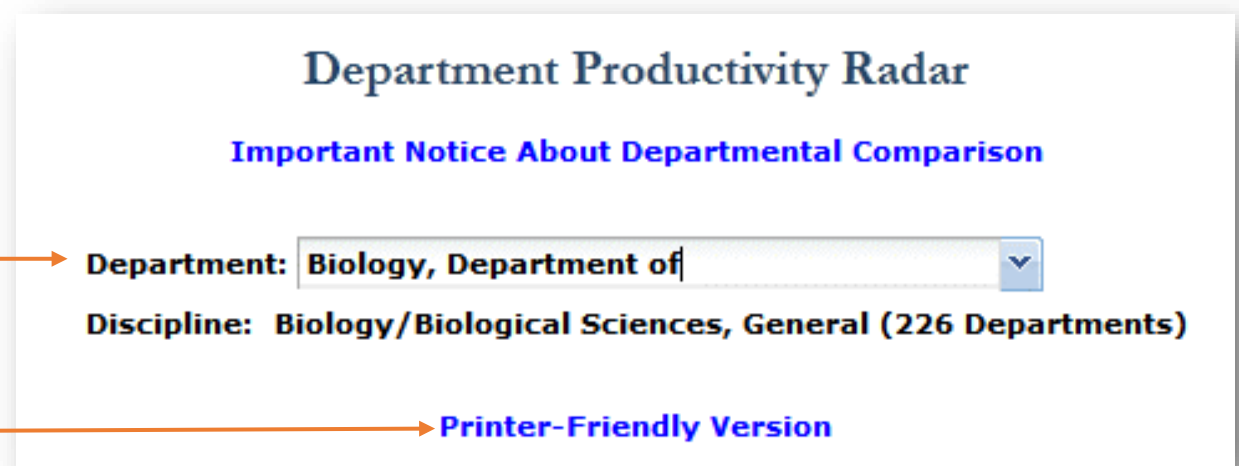 Department Productivity Radar
Important Notice About Departmental Comparison
Department: Biology, Department of
Discipline: Biology/Biological Sciences, General (226 Departments)
Printer-Friendly Version